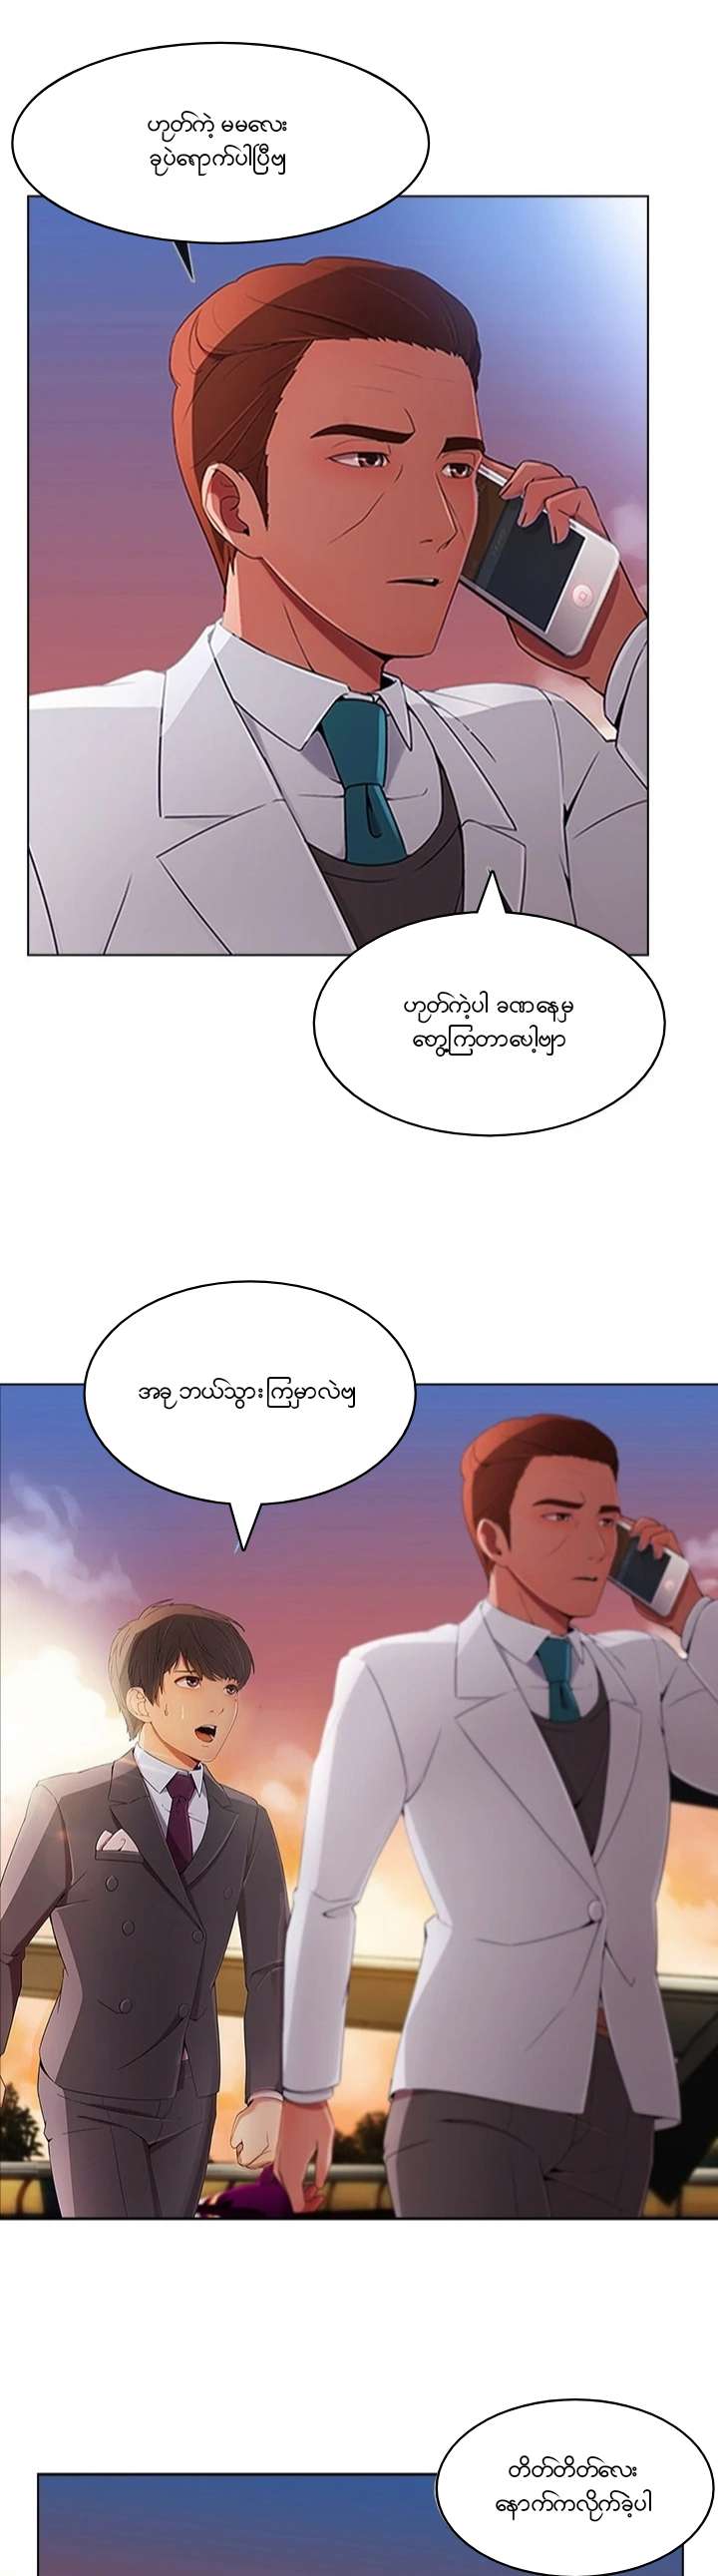 ဟုတ်ကဲ့ မမလေး
ခုပဲရောက်ပါပြီဗျ
ဟုတ်ကဲ့ပါ ခဏနေမှ
တွေ့ကြတာပေါ့ဗျာ
အခု ဘယ်သွားကြမှာလဲဗျ
တိတ်တိတ်လေး
နောက်ကလိုက်ခဲ့ပါ